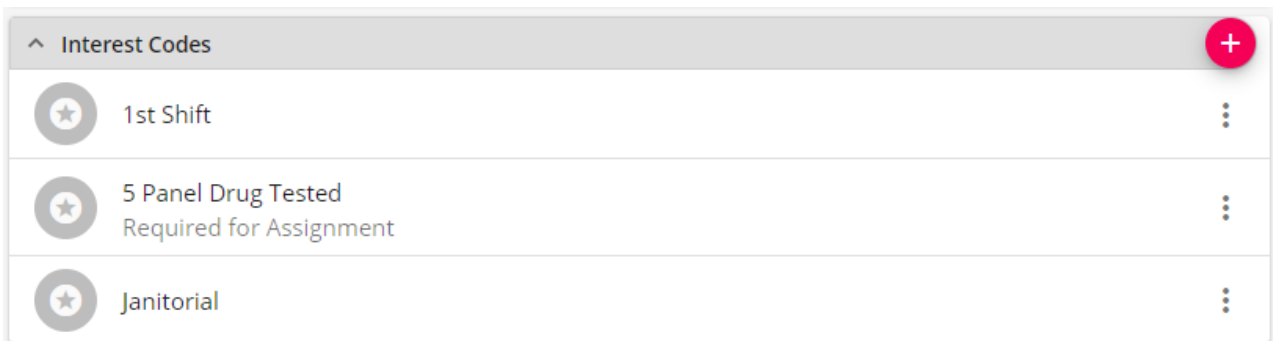 Interest Codes
1st Shift
5 Panel Drug Tested
Required for Assignment
Janitorial